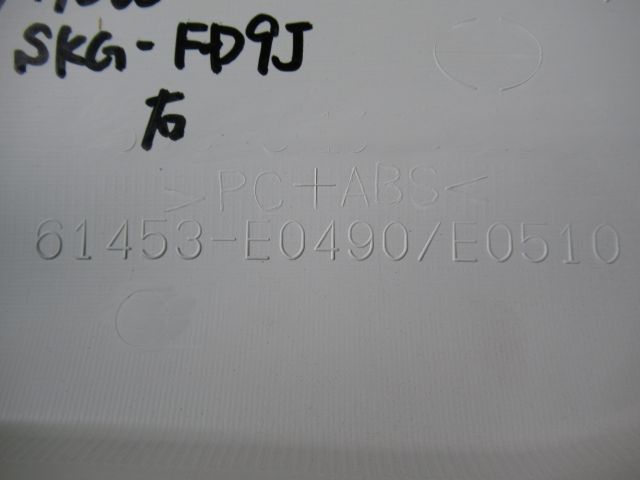 SKG-FD9J
右
>PC+ABS<
61453-E0490/E0510